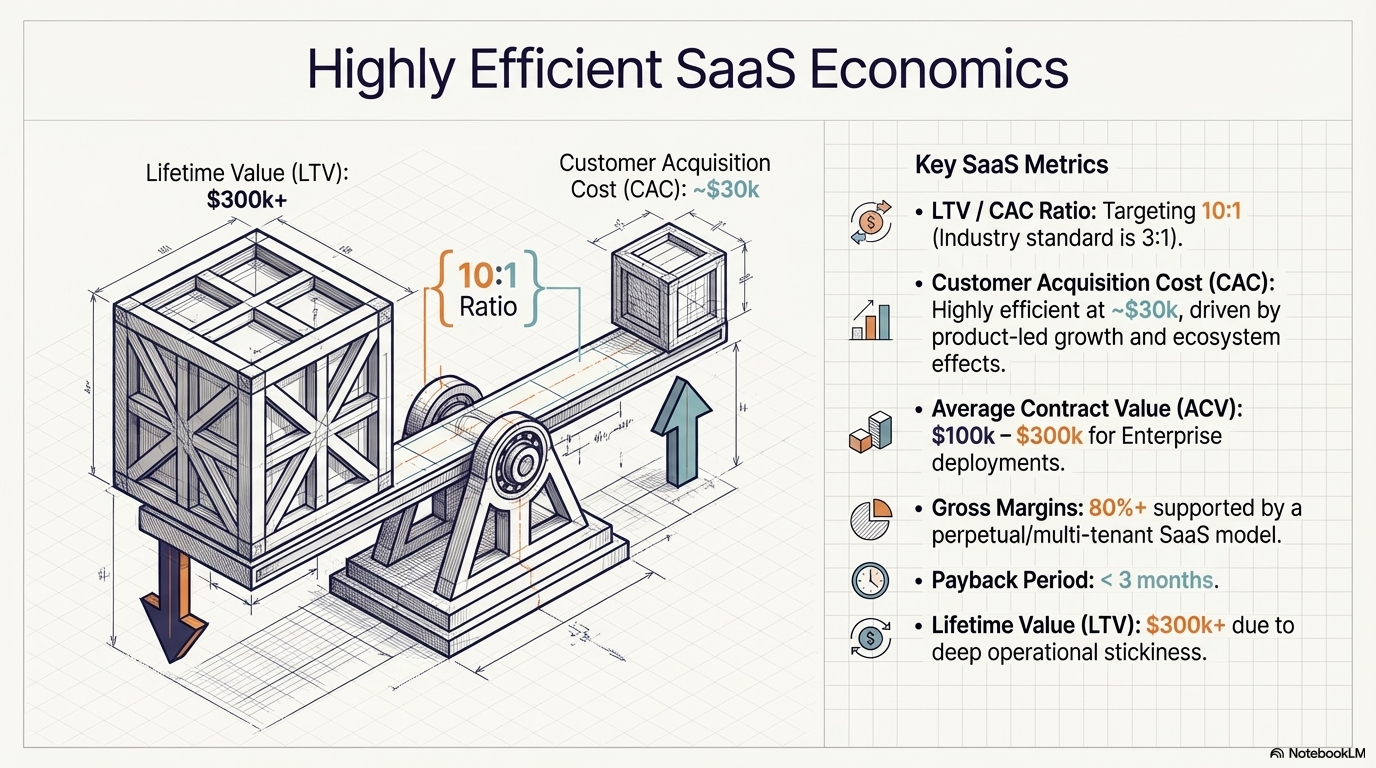 Highly Efficient SaaS Economics
Lifetime Value (LTV):
$300k+
Customer Acquisition
Cost (CAC): ~$30k
10:1
Ratio
Key SaaS Metrics
• LTV / CAC Ratio: Targeting 10:1
(Industry standard is 3:1).
• Customer Acquisition Cost (CAC):
Highly efficient at ~$30k, driven by
product-led growth and ecosystem
effects.
• Average Contract Value (ACV):
$100k – $300k for Enterprise
deployments.
• Gross Margins: 80%+ supported by a
perpetual/multi-tenant SaaS model.
• Payback Period: < 3 months.
• Lifetime Value (LTV): $300k+ due to
deep operational stickiness.
NotebookLM